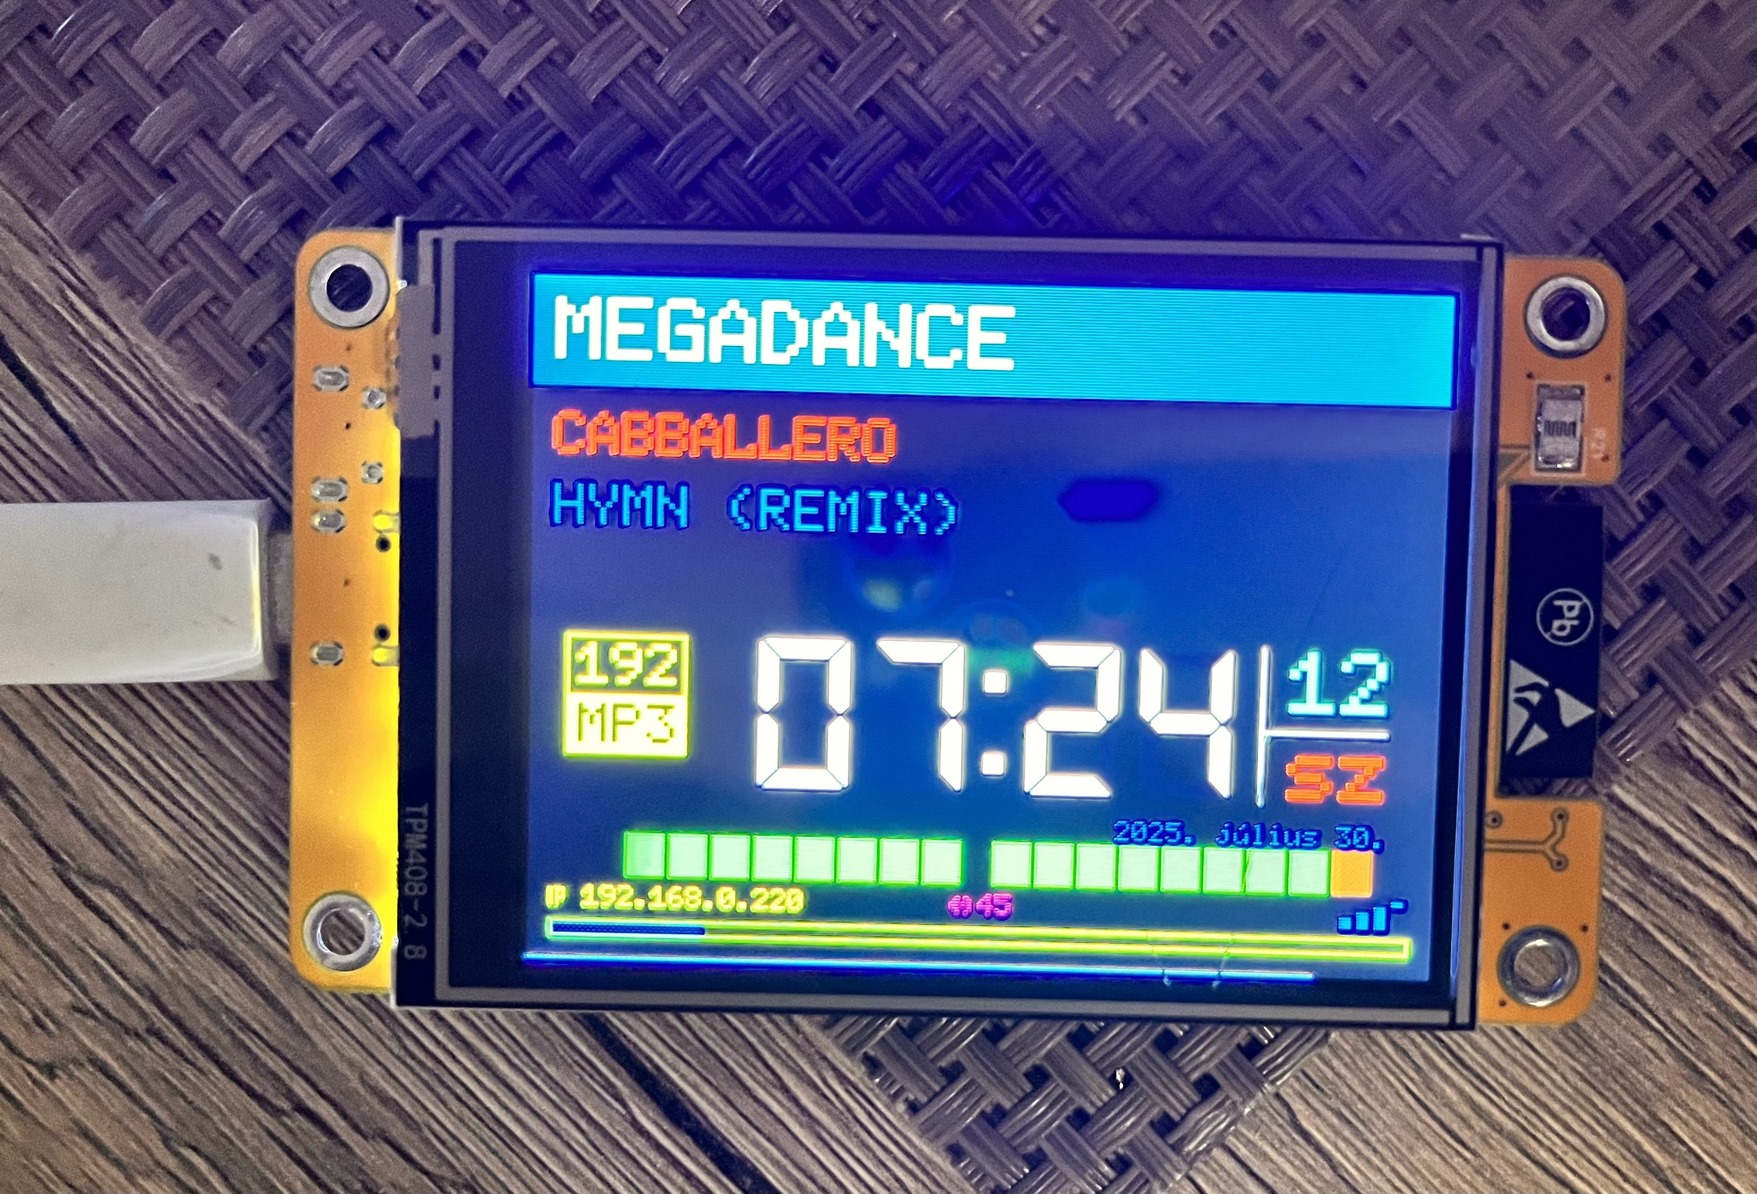 MEGADANCE
CABBALLERO
HYMN (REMIX)
192
MP3
07:24
12
SZ
2025. július 30.
IP 192.168.0.220
45
TPM408-2.8
Pb